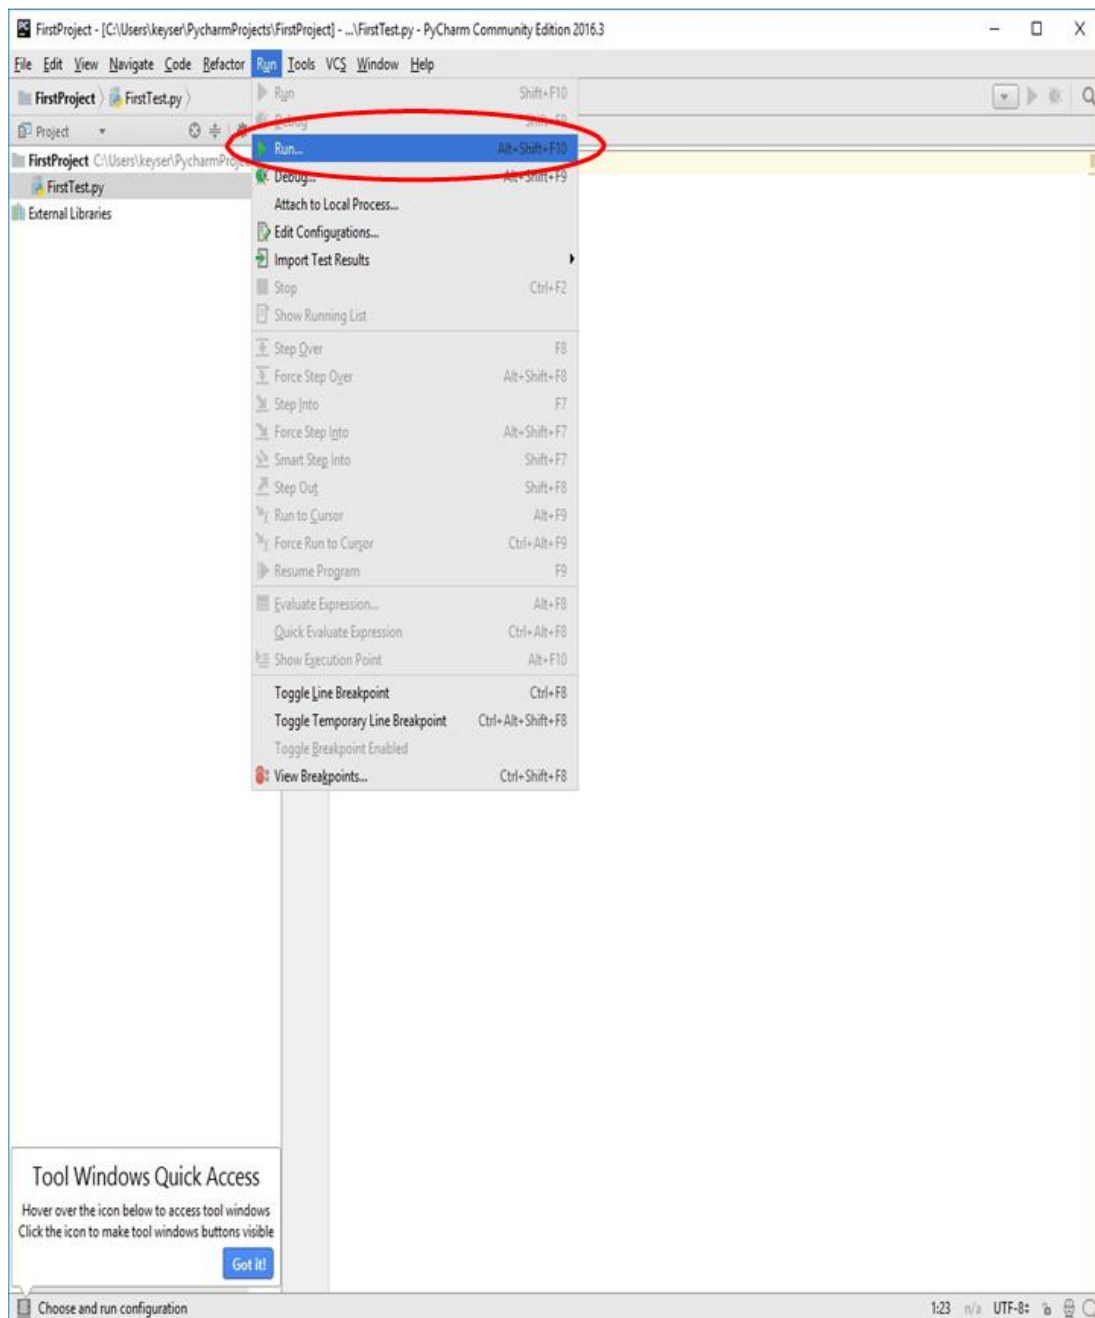 FirstProject - [C:\Users\keyser\PycharmProjects\FirstProject] - ...\FirstTest.py - PyCharm Community Edition 2016.3
File Edit View Navigate Code Refactor Run Tools VCS Window Help
FirstProject FirstTest.py
Run Shift+F10
Project
Debug Shift+F9
Run... Alt+Shift+F10
FirstProject C:\Users\keyser\PycharmProje
Debug... Alt+Shift+F9
FirstTest.py
Attach to Local Process...
External Libraries
Edit Configurations...
Import Test Results
Stop Ctrl+F2
Show Running List
Step Over F8
Force Step Over Alt+Shift+F8
Step Into F7
Force Step Into Alt+Shift+F7
Smart Step Into Shift+F7
Step Out Shift+F8
Run to Cursor Alt+F9
Force Run to Cursor Ctrl+Alt+F9
Resume Program F9
Evaluate Expression... Alt+F8
Quick Evaluate Expression Ctrl+Alt+F8
Show Execution Point Alt+F10
Toggle Line Breakpoint Ctrl+F8
Toggle Temporary Line Breakpoint Ctrl+Alt+Shift+F8
Toggle Breakpoint Enabled
View Breakpoints... Ctrl+Shift+F8
Tool Windows Quick Access
Hover over the icon below to access tool windows
Click the icon to make tool windows buttons visible
Got it!
Choose and run configuration 1:23 n/a UTF-8